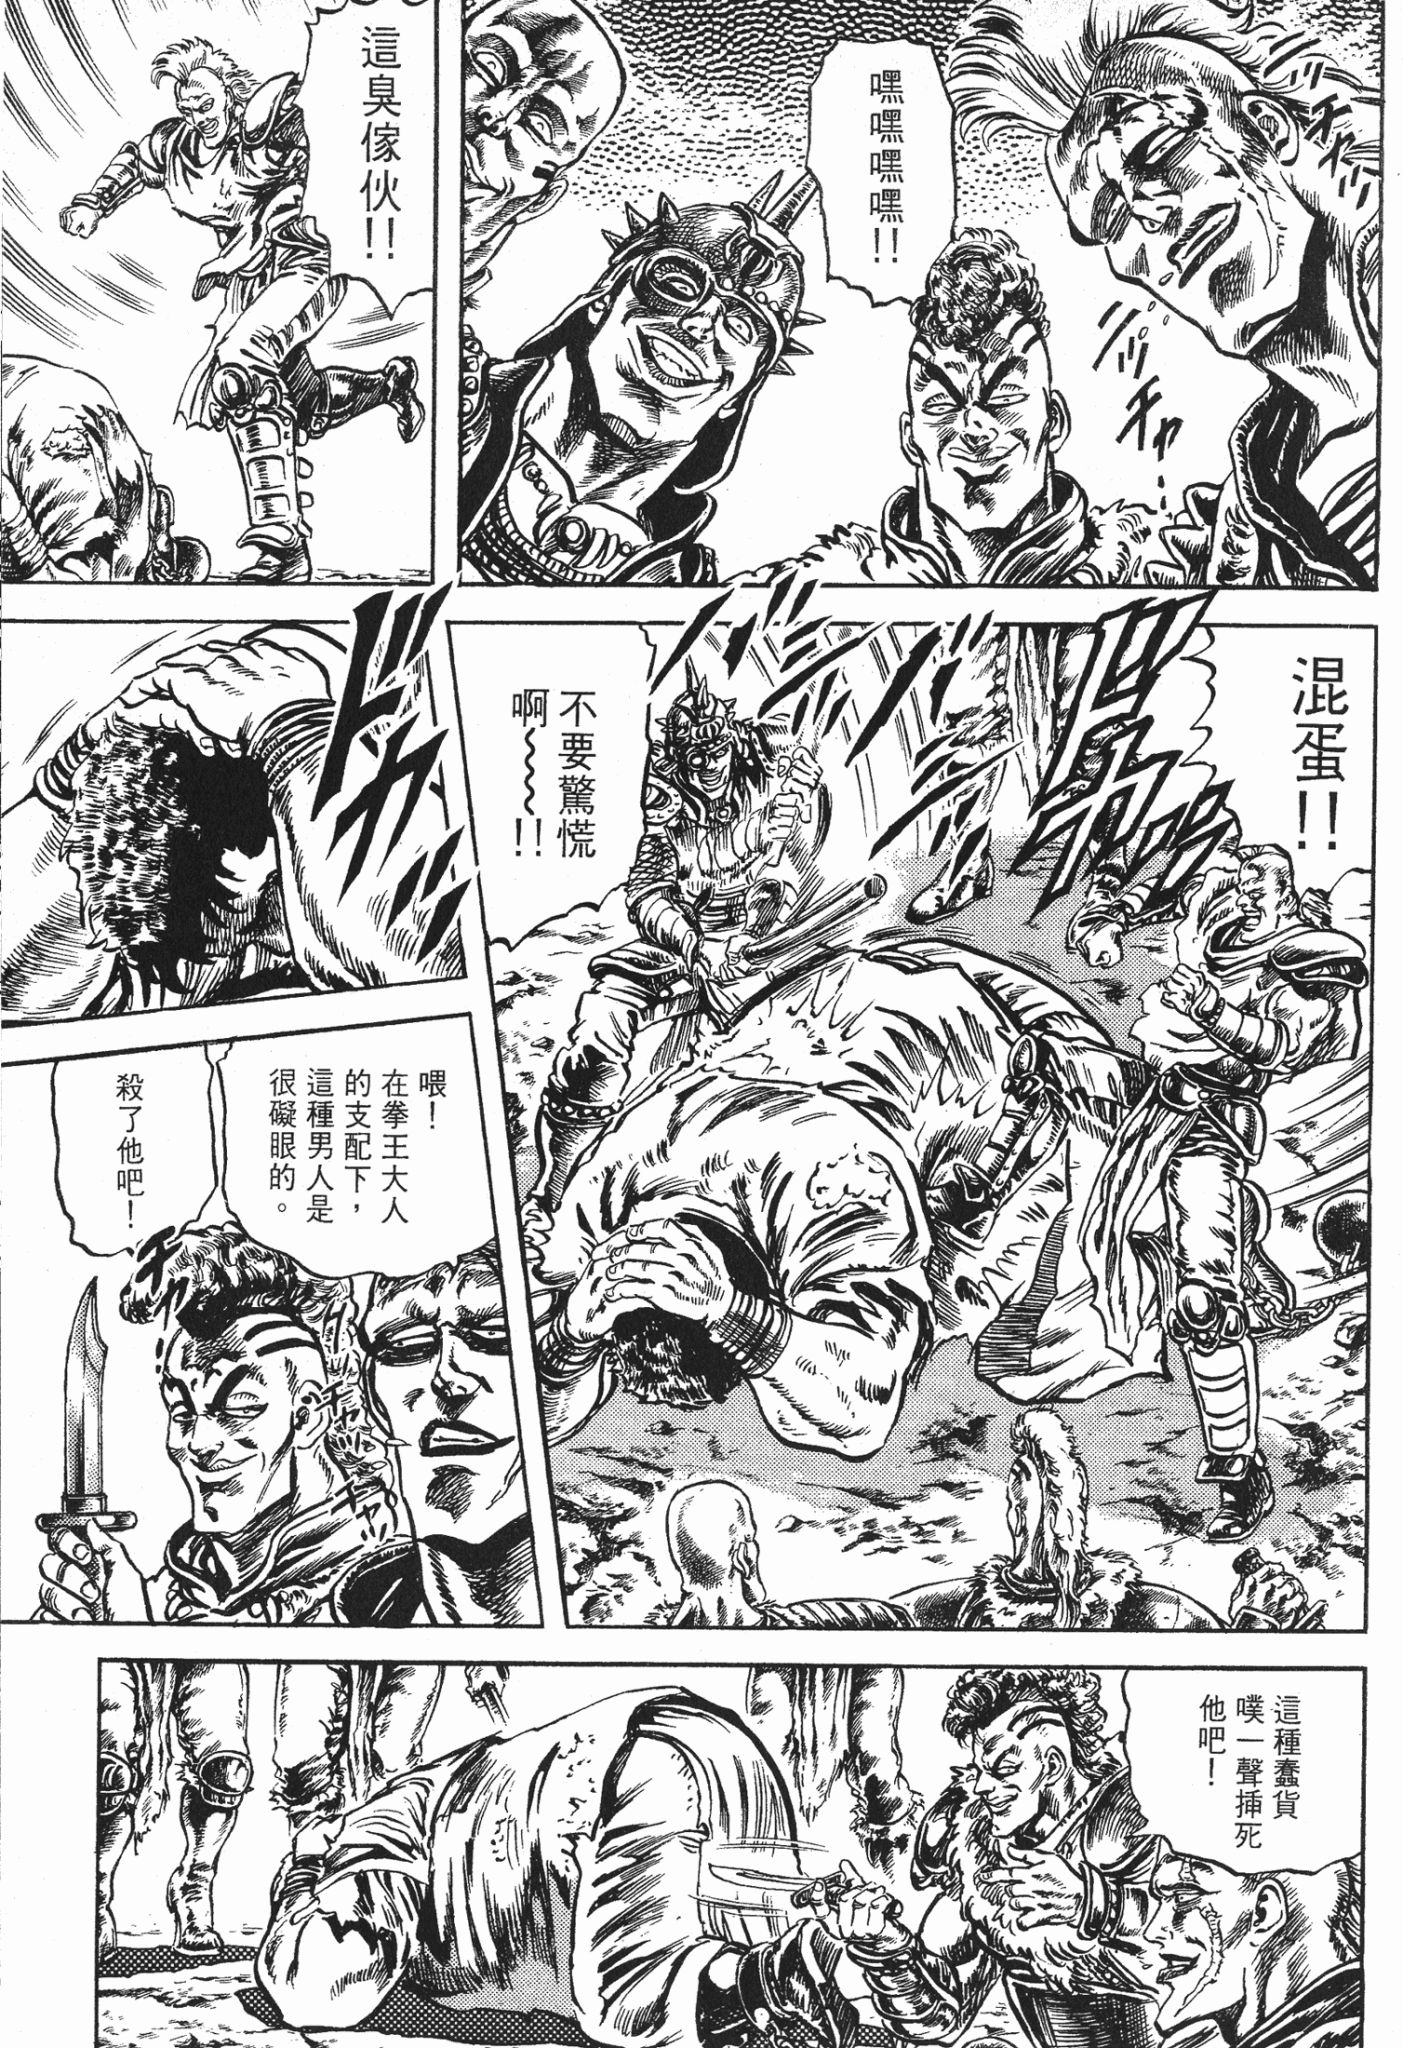 嘿嘿嘿嘿!!
這臭傢伙!!
混蛋!!
不要驚慌
啊～～!!
喂！
在拳王大人
的支配下，
這種男人是
很礙眼的。
殺了他吧！
這種蠢貨
噗一聲挿死
他吧！